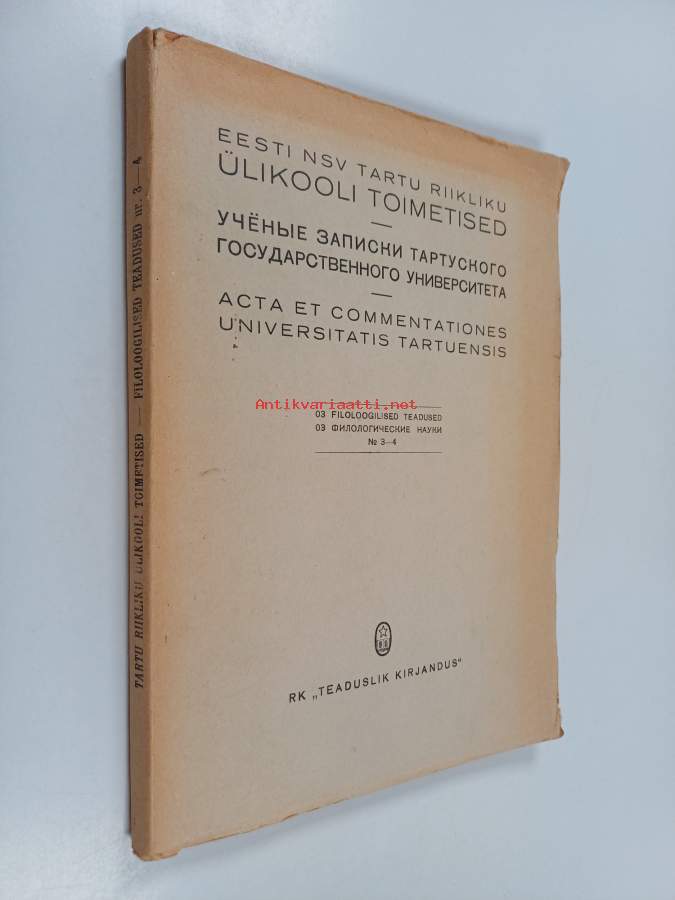 TARTU RIIKLIKU ÜLIKOOLI TOIMETISED — FILOLOOGILISED TEADUSED nr. 3—4
EESTI NSV TARTU RIIKLIKU
ÜLIKOOLI TOIMETISED
УЧЁНЫЕ ЗАПИСКИ ТАРТУСКОГО
ГОСУДАРСТВЕННОГО УНИВЕРСИТЕТА
ACTA ET COMMENTATIONES
UNIVERSITATIS TARTUENSIS
Antikvariaatti.net
03 FILOLOOGILISED TEADUSED
03 ФИЛОЛОГИЧЕСКИЕ НАУКИ
№ 3—4
RK „TEADUSLIK KIRJANDUS"